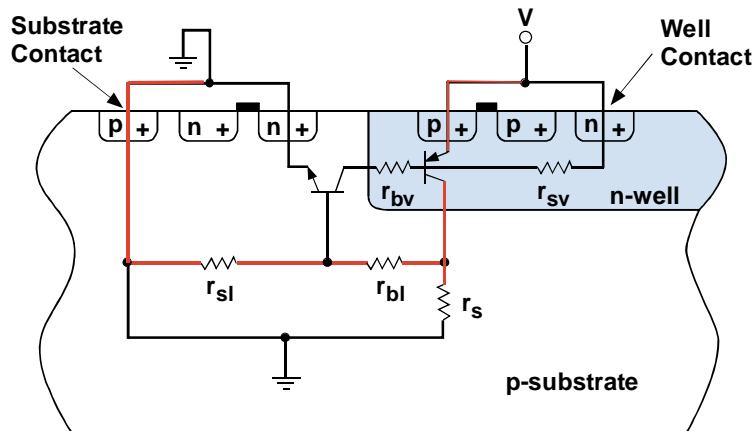 Substrate
Contact
V
Well
Contact
p + n + n + p + p + n +
r_bv
r_sv
n-well
r_sl
r_bl
r_s
p-substrate